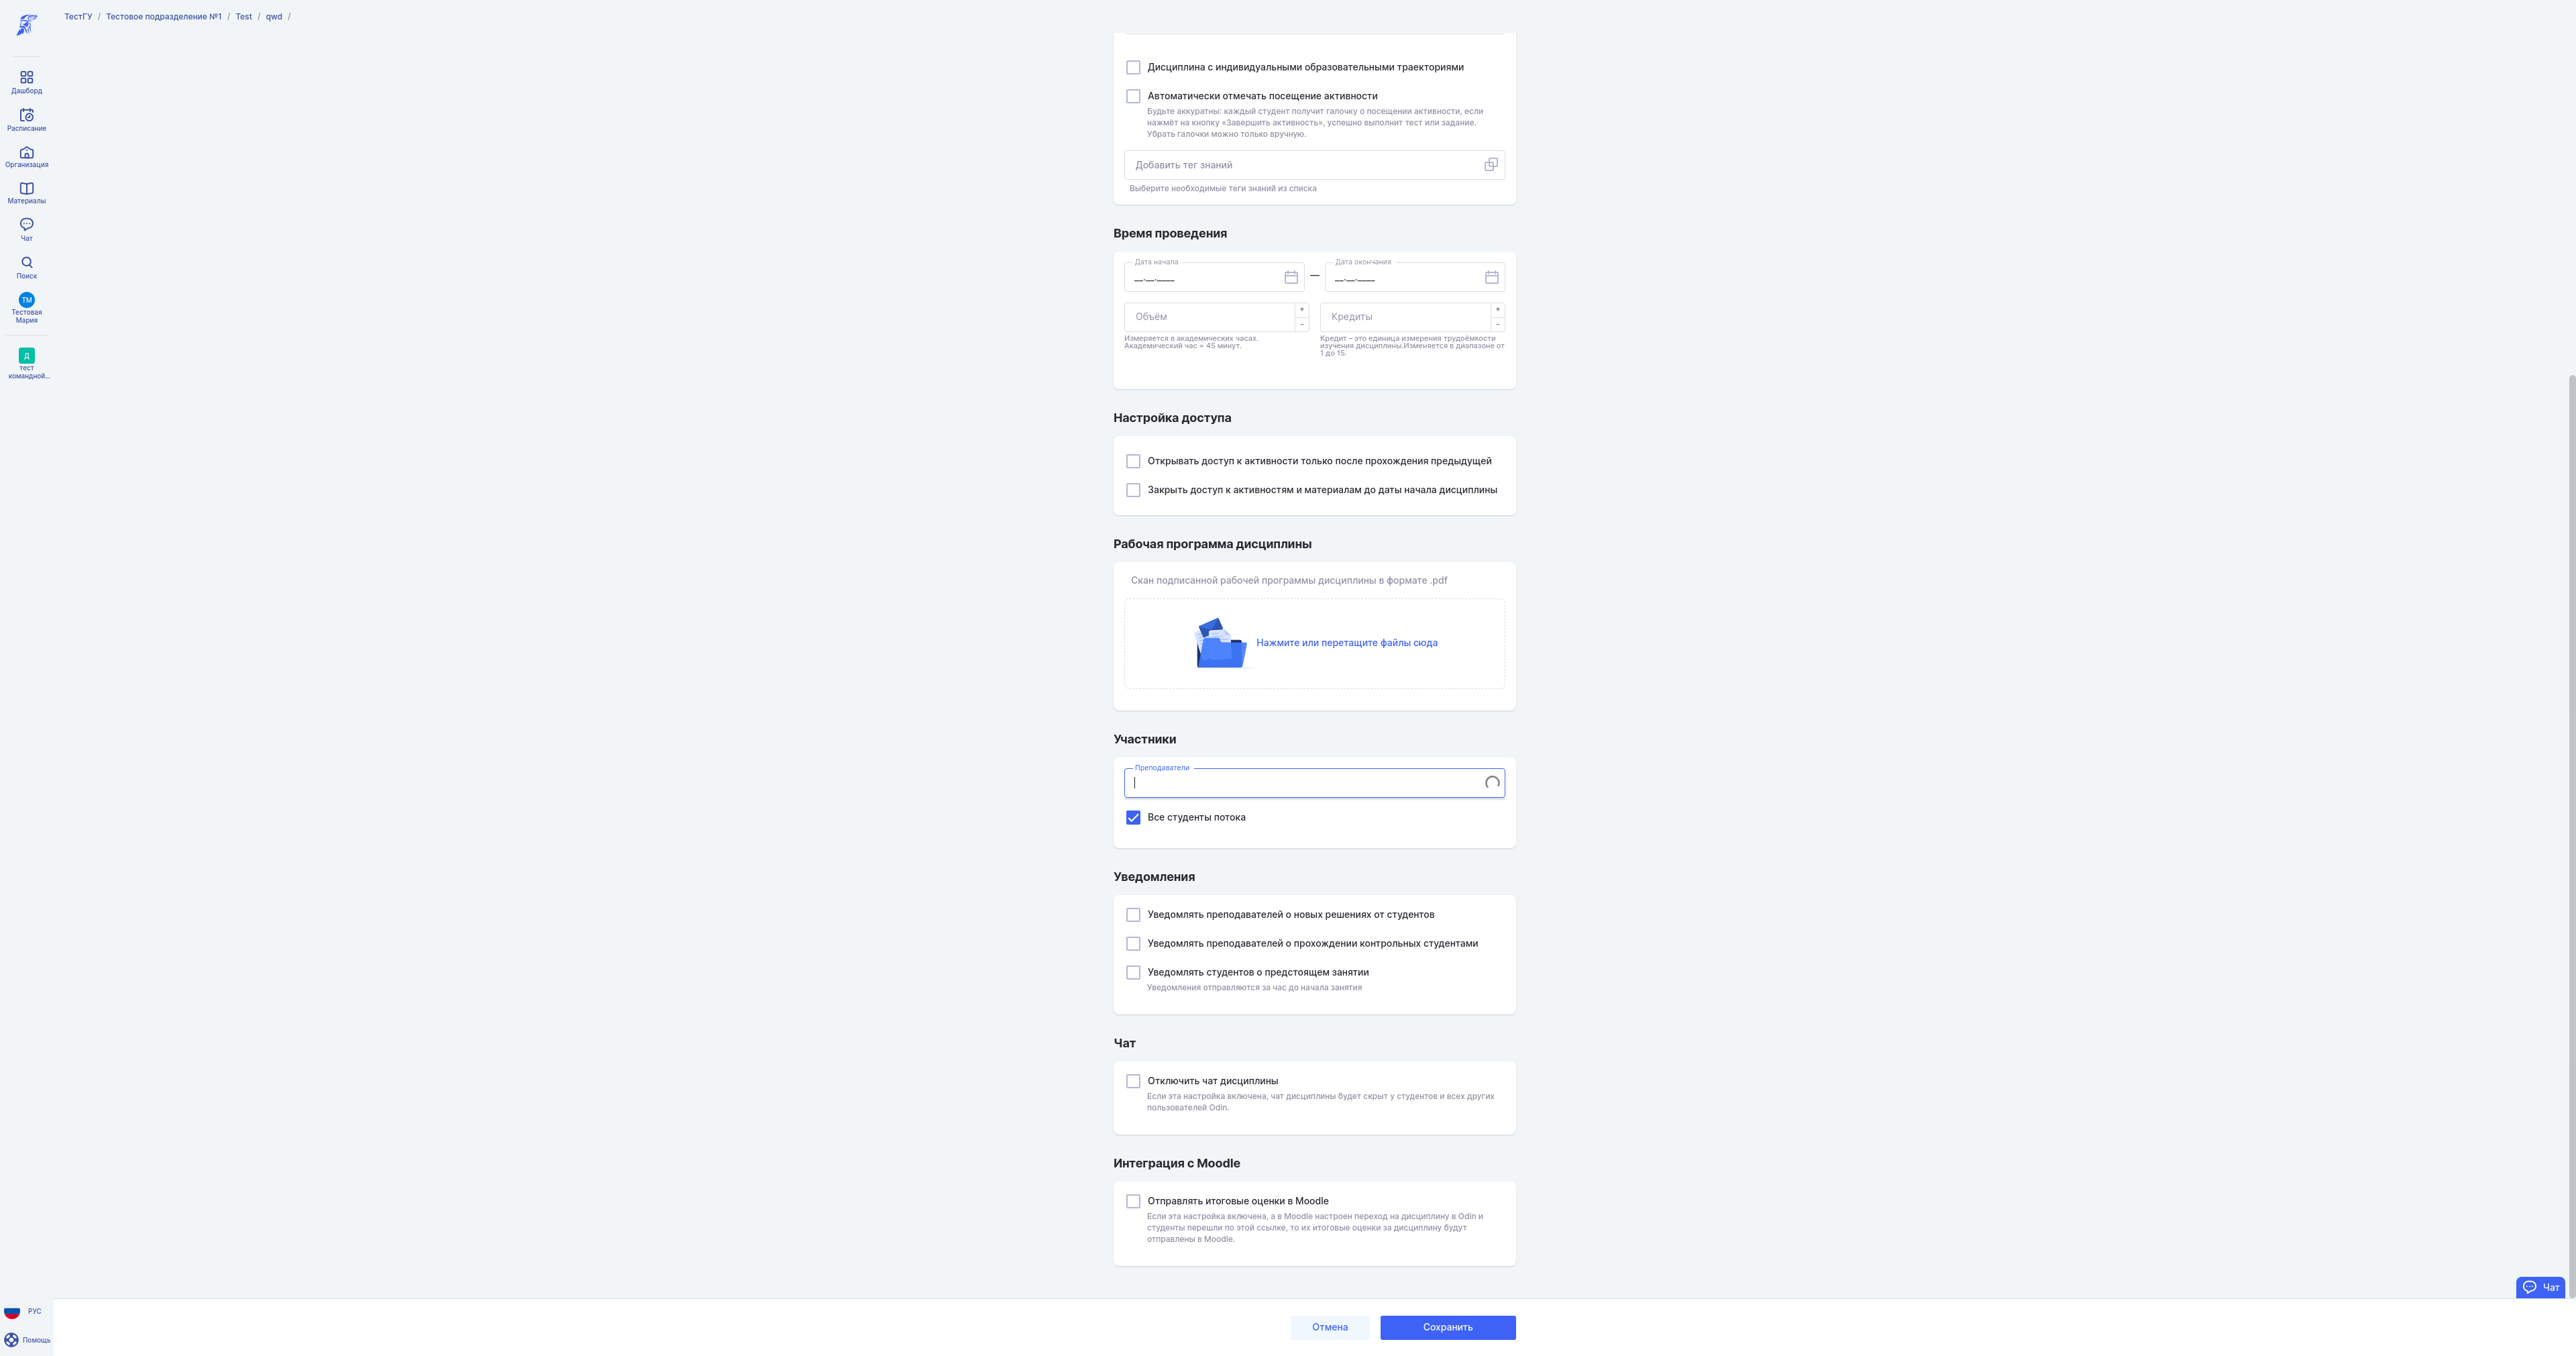 ТестГУ / Тестовое подразделение №1 / Test / qwd /
Дашборд
Расписание
Организация
Материалы
Чат
Поиск
ТМ
Тестовая
Мария
Д
тест
командной...
РУС
Помощь
Дисциплина с индивидуальными образовательными траекториями
Автоматически отмечать посещение активности
Будьте аккуратны: каждый студент получит галочку о посещении активности, если
нажмёт на кнопку «Завершить активность», успешно выполнит тест или задание.
Убрать галочки можно только вручную.
Добавить тег знаний
Выберите необходимые теги знаний из списка
Время проведения
Дата начала
__.__.____
—
Дата окончания
__.__.____
Объём
+
-
Измеряется в академических часах.
Академический час = 45 минут.
Кредиты
+
-
Кредит – это единица измерения трудоёмкости
изучения дисциплины.Изменяется в диапазоне от
1 до 15.
Настройка доступа
Открывать доступ к активности только после прохождения предыдущей
Закрыть доступ к активностям и материалам до даты начала дисциплины
Рабочая программа дисциплины
Скан подписанной рабочей программы дисциплины в формате .pdf
Нажмите или перетащите файлы сюда
Участники
Преподаватели
Все студенты потока
Уведомления
Уведомлять преподавателей о новых решениях от студентов
Уведомлять преподавателей о прохождении контрольных студентами
Уведомлять студентов о предстоящем занятии
Уведомления отправляются за час до начала занятия
Чат
Отключить чат дисциплины
Если эта настройка включена, чат дисциплины будет скрыт у студентов и всех других
пользователей Odin.
Интеграция с Moodle
Отправлять итоговые оценки в Moodle
Если эта настройка включена, а в Moodle настроен переход на дисциплину в Odin и
студенты перешли по этой ссылке, то их итоговые оценки за дисциплину будут
отправлены в Moodle.
Чат
Отмена
Сохранить